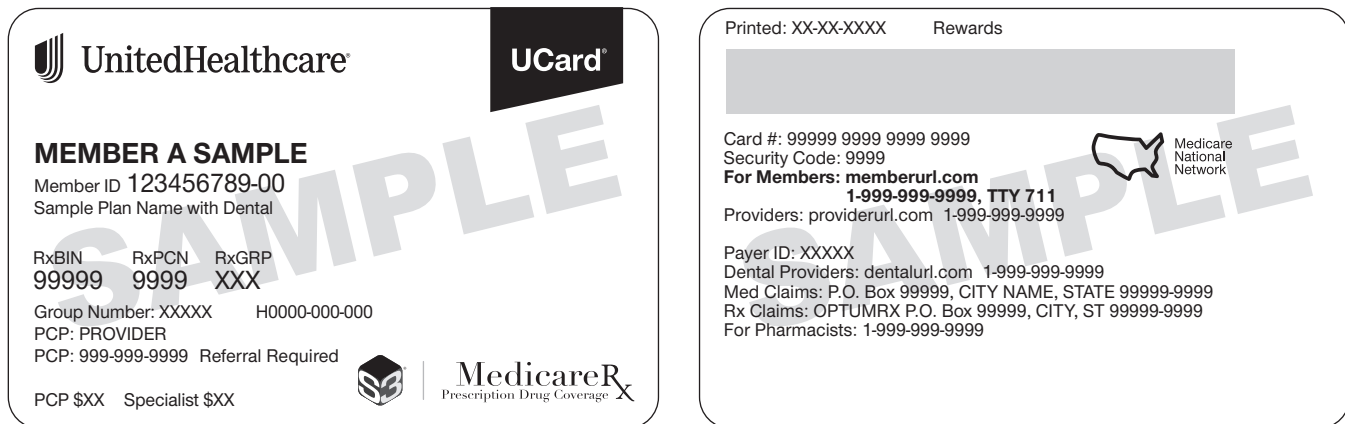 UnitedHealthcare®
UCard®
SAMPLE
MEMBER A SAMPLE
Member ID 123456789-00
Sample Plan Name with Dental
RxBIN RxPCN RxGRP
99999 9999 XXX
Group Number: XXXXX H0000-000-000
PCP: PROVIDER
PCP: 999-999-9999 Referral Required
PCP $XX Specialist $XX
S3
MedicareRx
Prescription Drug Coverage
Printed: XX-XX-XXXX Rewards
SAMPLE
Card #: 99999 9999 9999 9999
Security Code: 9999
For Members: memberurl.com
1-999-999-9999, TTY 711
Providers: providerurl.com 1-999-999-9999
Medicare
National
Network
Payer ID: XXXXX
Dental Providers: dentalurl.com 1-999-999-9999
Med Claims: P.O. Box 99999, CITY NAME, STATE 99999-9999
Rx Claims: OPTUMRX P.O. Box 99999, CITY, ST 99999-9999
For Pharmacists: 1-999-999-9999